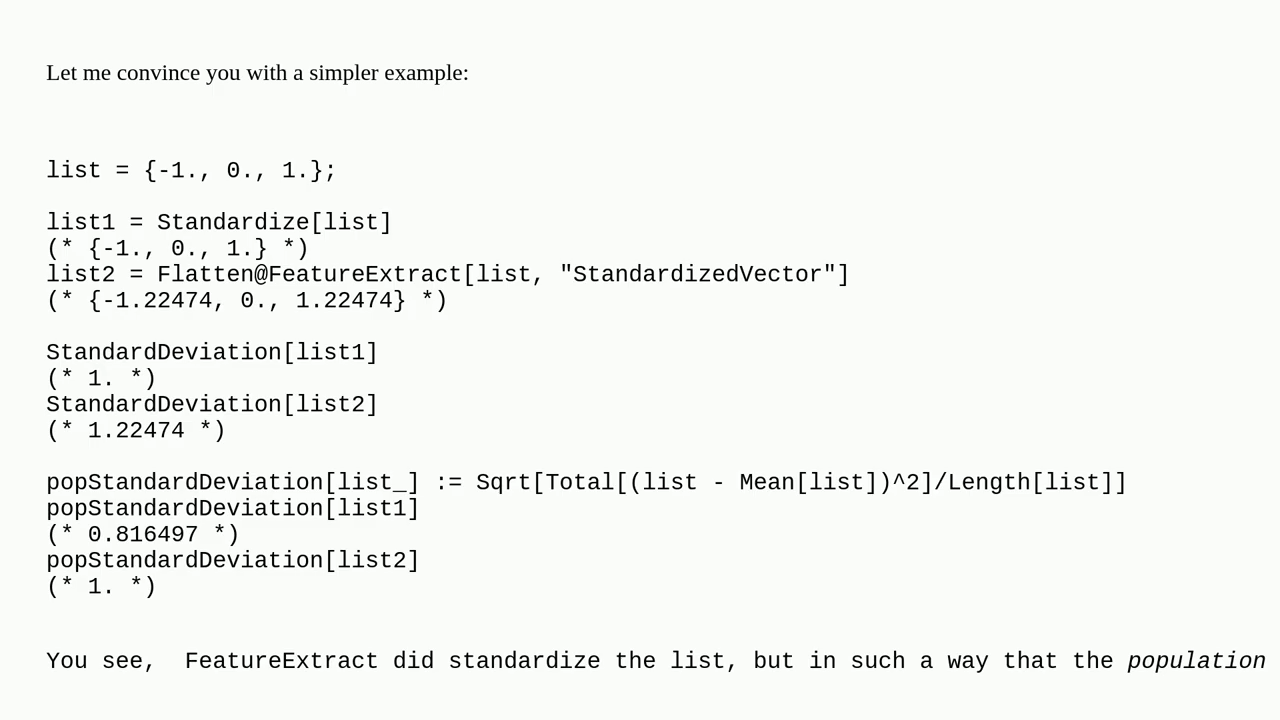 Let me convince you with a simpler example:
list = {-1., 0., 1.};
list1 = Standardize[list]
(* {-1., 0., 1.} *)
list2 = Flatten@FeatureExtract[list, "StandardizedVector"]
(* {-1.22474, 0., 1.22474} *)
StandardDeviation[list1]
(* 1. *)
StandardDeviation[list2]
(* 1.22474 *)
popStandardDeviation[list_] := Sqrt[Total[(list - Mean[list])^2]/Length[list]]
popStandardDeviation[list1]
(* 0.816497 *)
popStandardDeviation[list2]
(* 1. *)
You see,  FeatureExtract did standardize the list, but in such a way that the population